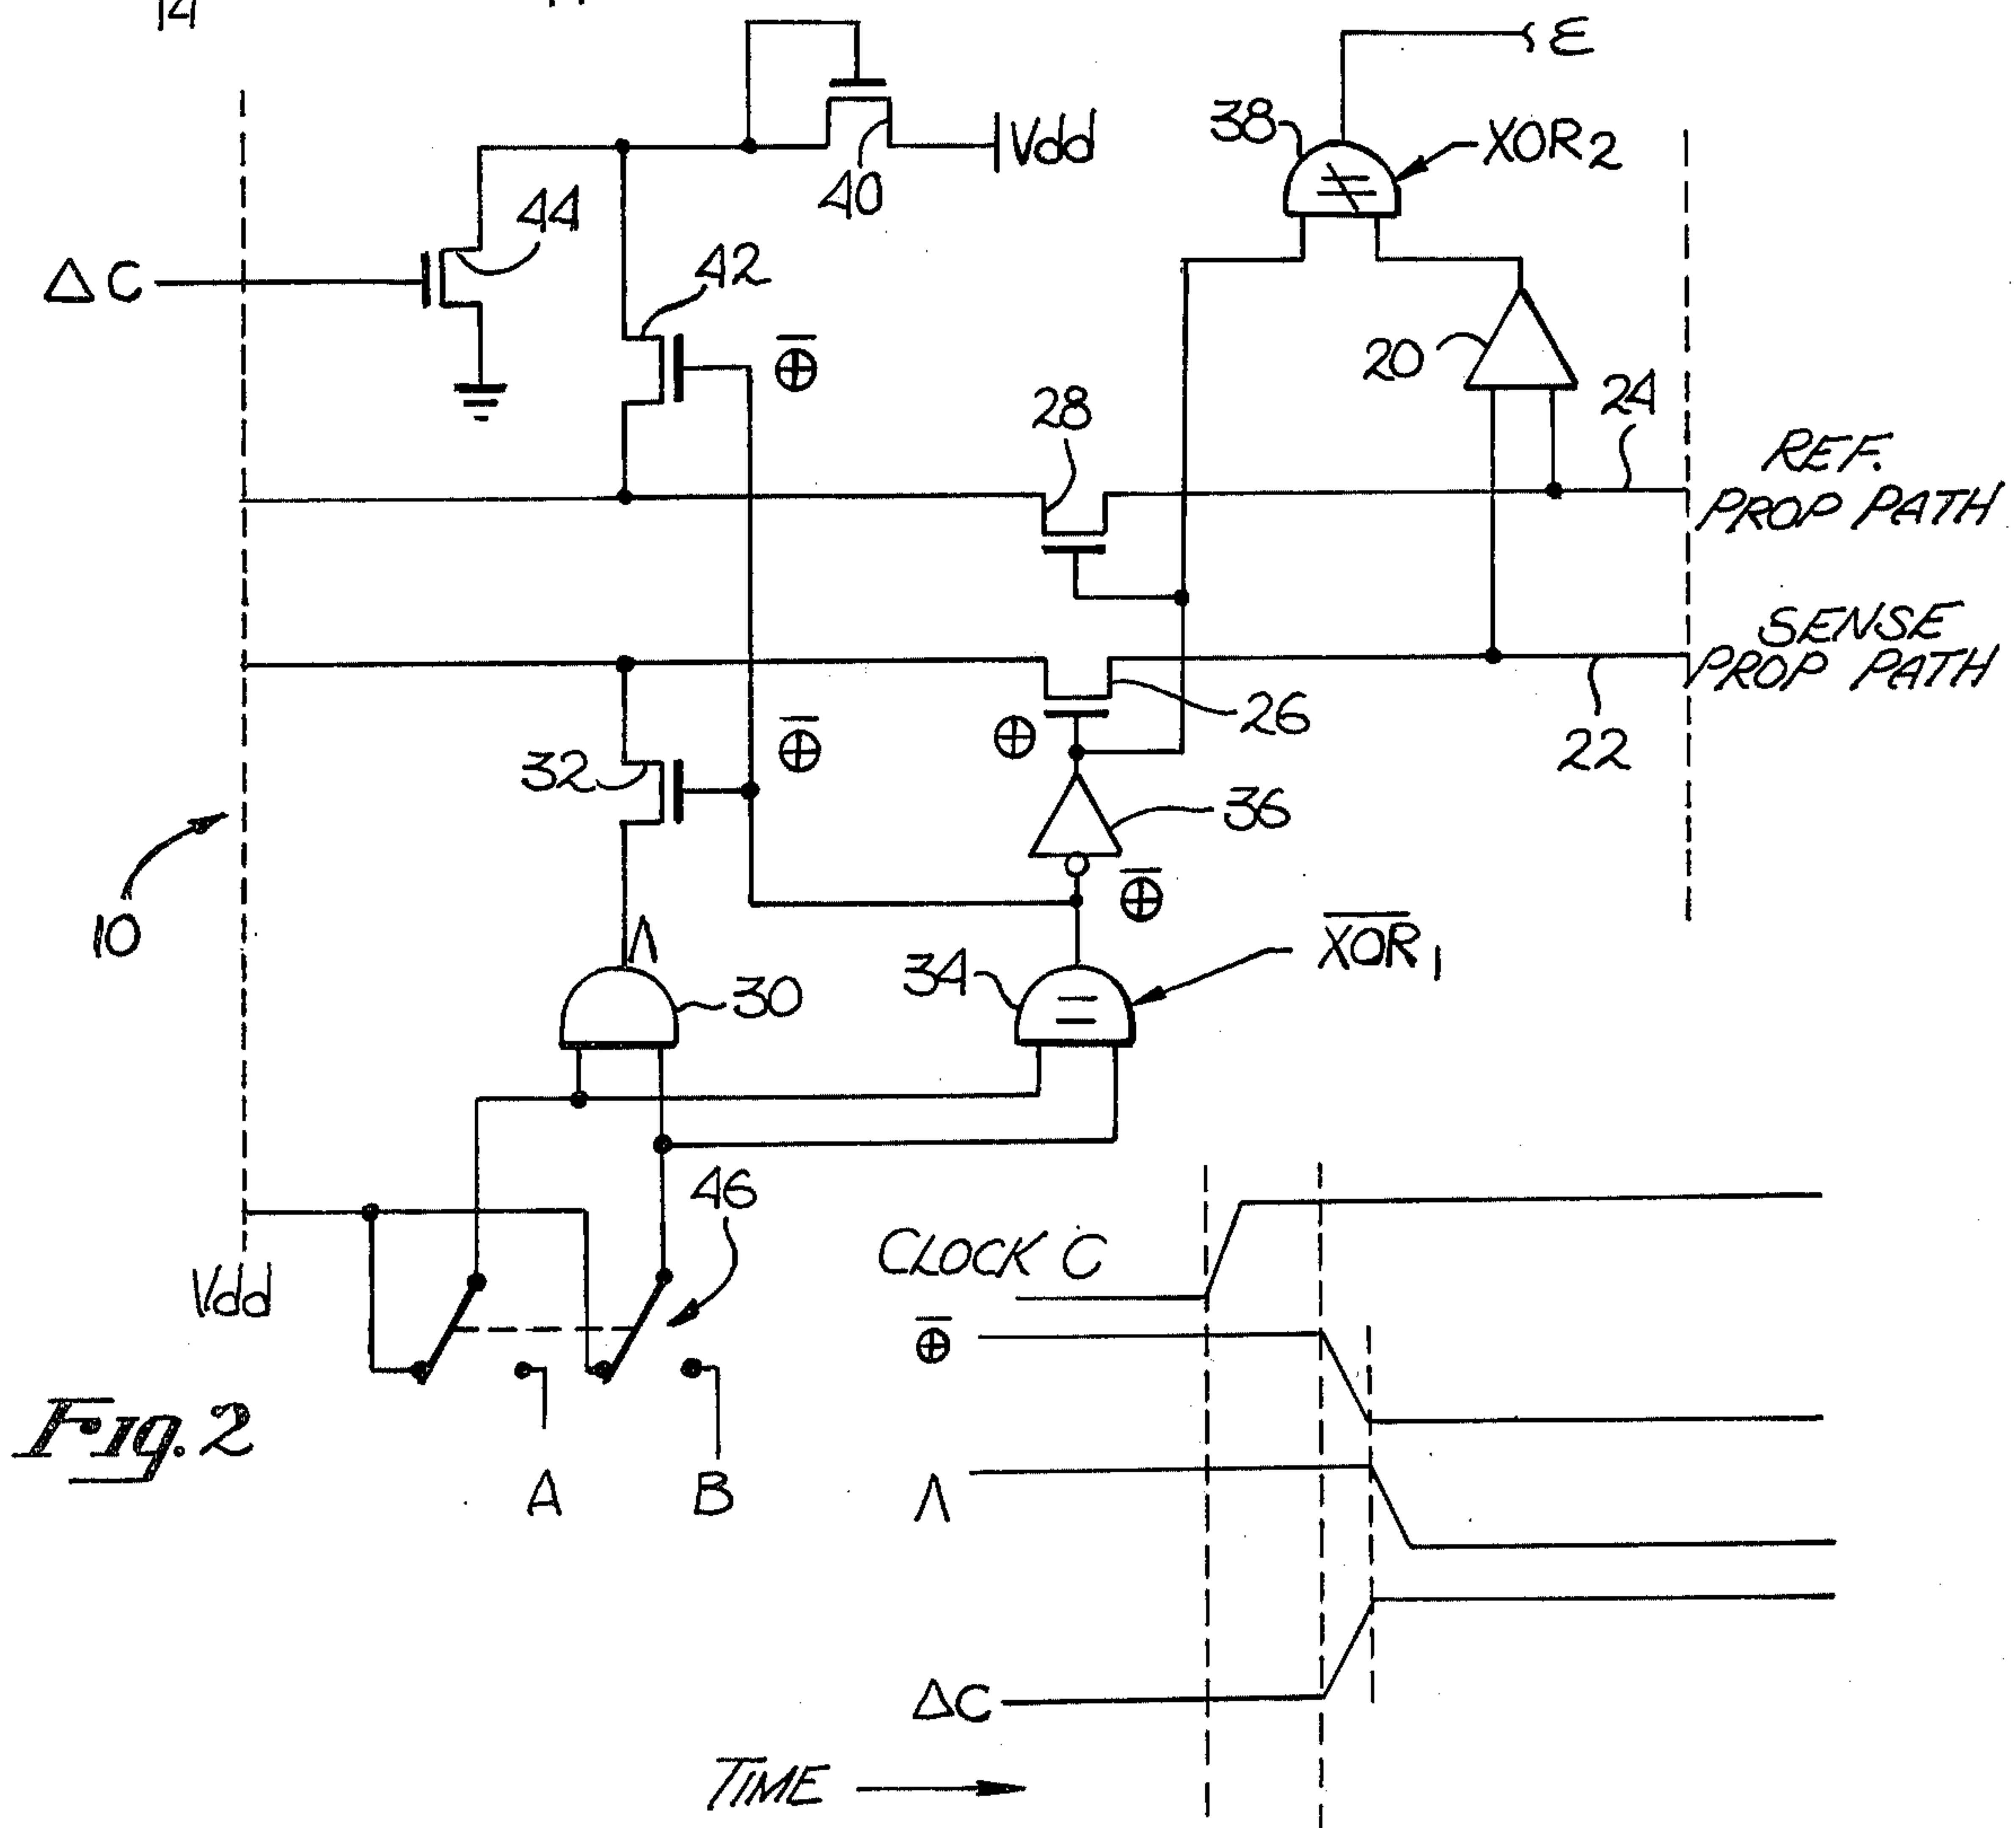 14
ε
38
XOR2
Vdd
40
44
ΔC
42
⊕̅
20
24
28
REF.
PROP PATH
SENSE
PROP PATH
26
⊕
⊕̅
32
22
36
10
⊕̅
Λ
30
34
X̅O̅R̅1
=
46
CLOCK C
Vdd
⊕̅
Fig. 2
A
B
Λ
ΔC
TIME